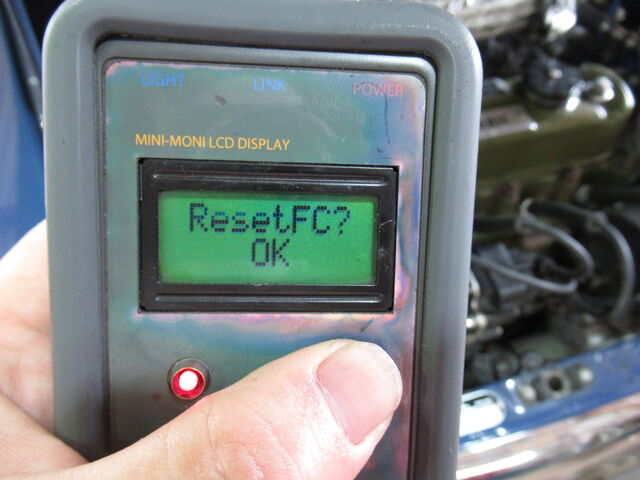 LIGHT LINK POWER
MINI-MONI LCD DISPLAY
ResetFC?
OK